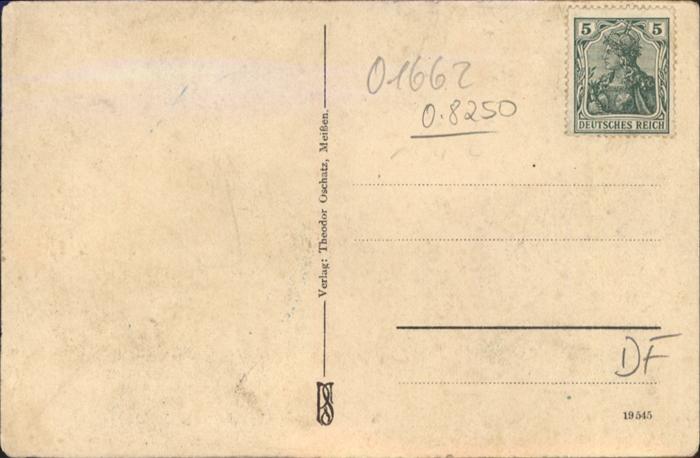 5 5
DEUTSCHES REICH
01662
0.8250
Verlag: Theodor Oschatz, Meißen.
DF
19545